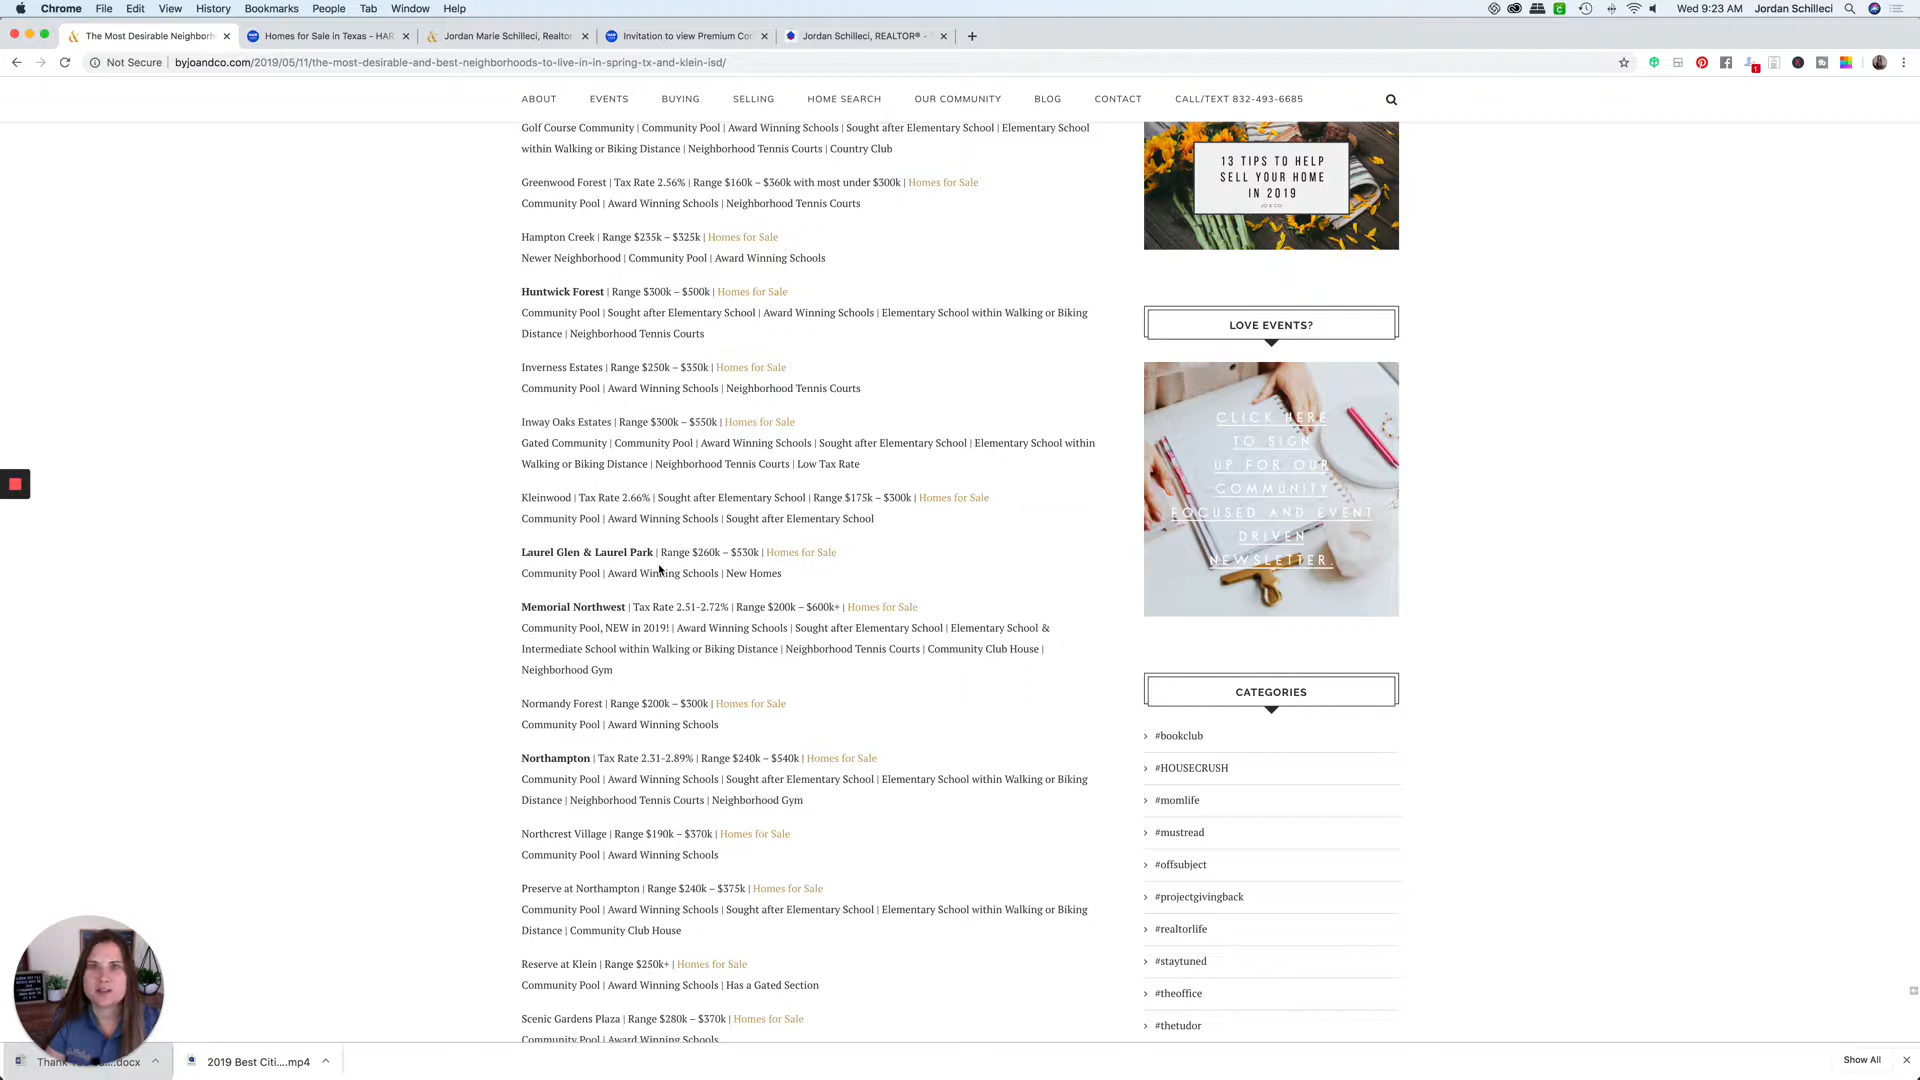 Chrome File Edit View History Bookmarks People Tab Window Help Wed 9:23 AM Jordan Schilleci
The Most Desirable Neighborh Homes for Sale in Texas - HAR Jordan Marie Schilleci, Realtor Invitation to view Premium Co Jordan Schilleci, REALTOR® -
Not Secure | byjoandco.com/2019/05/11/the-most-desirable-and-best-neighborhoods-to-live-in-in-spring-tx-and-klein-isd/
ABOUT EVENTS BUYING SELLING HOME SEARCH OUR COMMUNITY BLOG CONTACT CALL/TEXT 832-493-6685
Golf Course Community | Community Pool | Award Winning Schools | Sought after Elementary School | Elementary School
within Walking or Biking Distance | Neighborhood Tennis Courts | Country Club
Greenwood Forest | Tax Rate 2.56% | Range $160k – $360k with most under $300k | Homes for Sale
Community Pool | Award Winning Schools | Neighborhood Tennis Courts
Hampton Creek | Range $235k – $325k | Homes for Sale
Newer Neighborhood | Community Pool | Award Winning Schools
Huntwick Forest | Range $300k – $500k | Homes for Sale
Community Pool | Sought after Elementary School | Award Winning Schools | Elementary School within Walking or Biking
Distance | Neighborhood Tennis Courts
Inverness Estates | Range $250k – $350k | Homes for Sale
Community Pool | Award Winning Schools | Neighborhood Tennis Courts
Inway Oaks Estates | Range $300k – $550k | Homes for Sale
Gated Community | Community Pool | Award Winning Schools | Sought after Elementary School | Elementary School within
Walking or Biking Distance | Neighborhood Tennis Courts | Low Tax Rate
Kleinwood | Tax Rate 2.66% | Sought after Elementary School | Range $175k – $300k | Homes for Sale
Community Pool | Award Winning Schools | Sought after Elementary School
Laurel Glen & Laurel Park | Range $260k – $530k | Homes for Sale
Community Pool | Award Winning Schools | New Homes
Memorial Northwest | Tax Rate 2.51-2.72% | Range $200k – $600k+ | Homes for Sale
Community Pool, NEW in 2019! | Award Winning Schools | Sought after Elementary School | Elementary School &
Intermediate School within Walking or Biking Distance | Neighborhood Tennis Courts | Community Club House |
Neighborhood Gym
Normandy Forest | Range $200k – $300k | Homes for Sale
Community Pool | Award Winning Schools
Northampton | Tax Rate 2.31-2.89% | Range $240k – $540k | Homes for Sale
Community Pool | Award Winning Schools | Sought after Elementary School | Elementary School within Walking or Biking
Distance | Neighborhood Tennis Courts | Neighborhood Gym
Northcrest Village | Range $190k – $370k | Homes for Sale
Community Pool | Award Winning Schools
Preserve at Northampton | Range $240k – $375k | Homes for Sale
Community Pool | Award Winning Schools | Sought after Elementary School | Elementary School within Walking or Biking
Distance | Community Club House
Reserve at Klein | Range $250k+ | Homes for Sale
Community Pool | Award Winning Schools | Has a Gated Section
Scenic Gardens Plaza | Range $280k – $370k | Homes for Sale
Community Pool | Award Winning Schools
13 TIPS TO HELP
SELL YOUR HOME
IN 2019
JO & CO.
LOVE EVENTS?
CLICK HERE
TO SIGN
UP FOR OUR
COMMUNITY
FOCUSED AND EVENT
DRIVEN
NEWSLETTER.
CATEGORIES
#bookclub
#HOUSECRUSH
#momlife
#mustread
#offsubject
#projectgivingback
#realtorlife
#staytuned
#theoffice
#thetudor
Thank .docx 2019 Best Citi....mp4 Show All